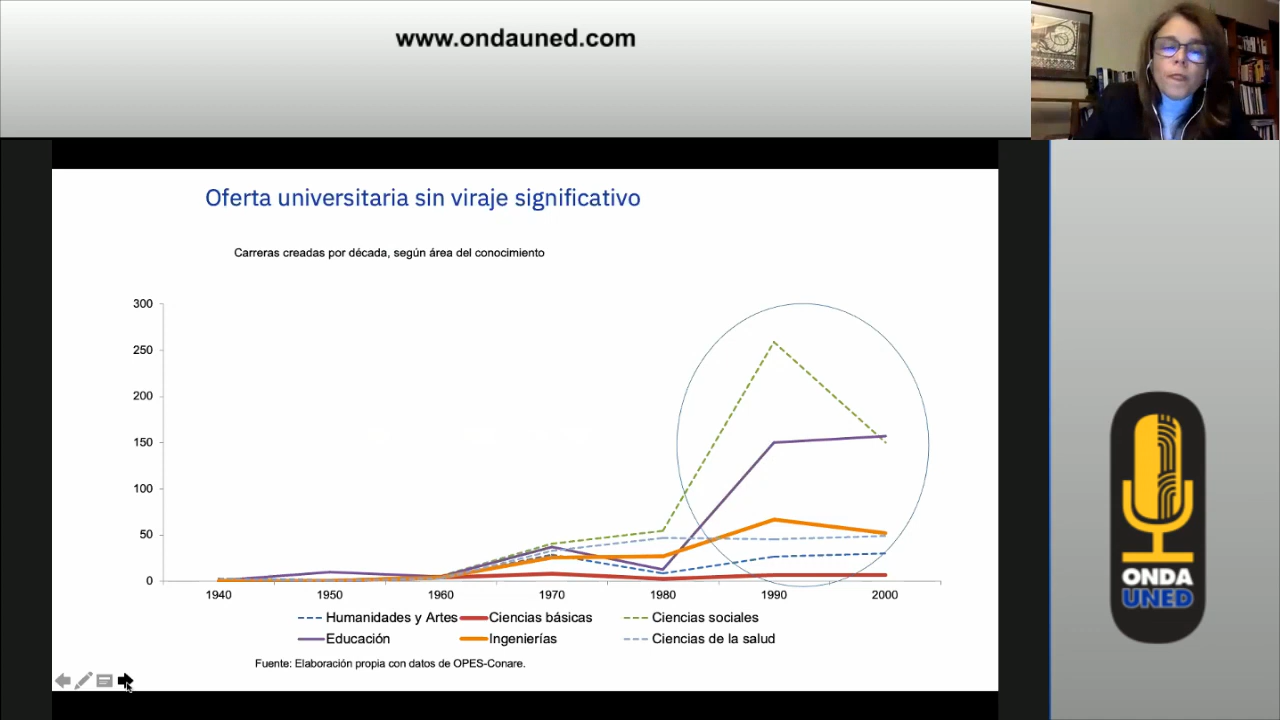 www.ondauned.com
Oferta universitaria sin viraje significativo
Carreras creadas por década, según área del conocimiento
300
250
200
150
100
50
0
1940 1950 1960 1970 1980 1990 2000
Humanidades y Artes Ciencias básicas Ciencias sociales
Educación Ingenierías Ciencias de la salud
Fuente: Elaboración propia con datos de OPES-Conare.
ONDA
UNED